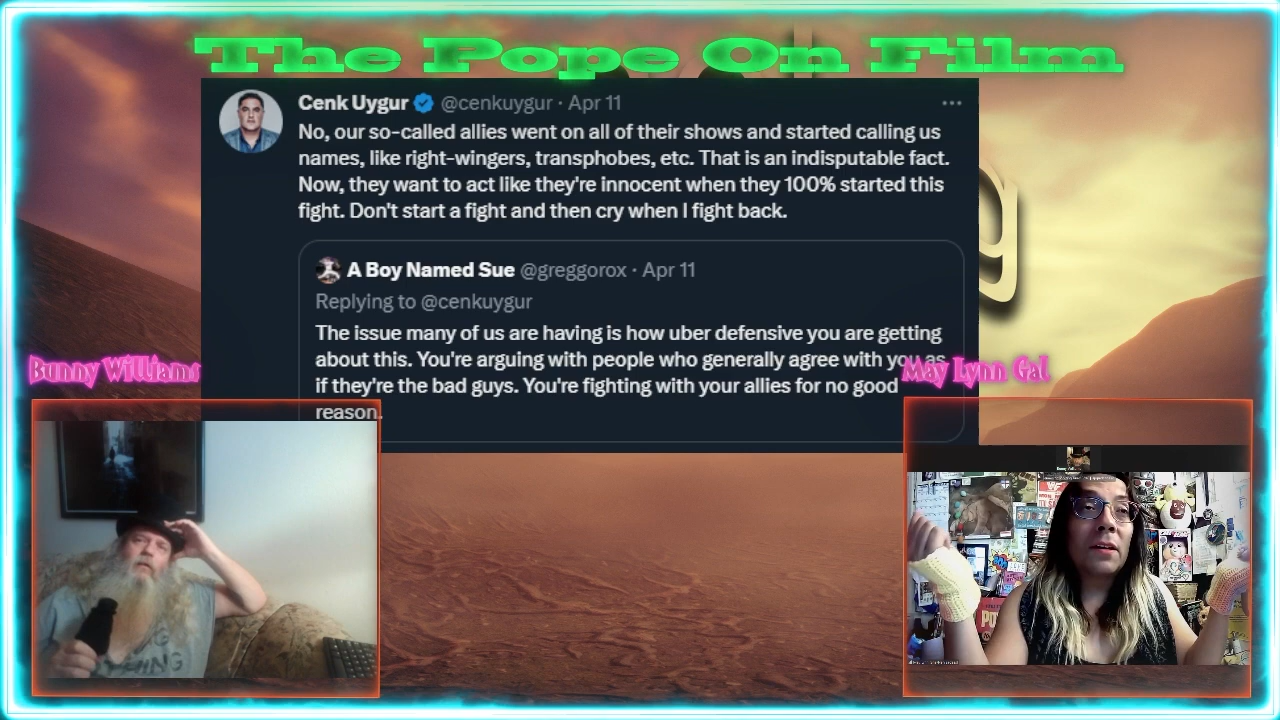 The Pope On Film
Cenk Uygur @cenkuygur · Apr 11
No, our so-called allies went on all of their shows and started calling us
names, like right-wingers, transphobes, etc. That is an indisputable fact.
Now, they want to act like they're innocent when they 100% started this
fight. Don't start a fight and then cry when I fight back.
A Boy Named Sue @greggorox · Apr 11
Replying to @cenkuygur
The issue many of us are having is how uber defensive you are getting
about this. You're arguing with people who generally agree with you as
if they're the bad guys. You're fighting with your allies for no good
reason.
g
Bunny Williams
May Lynn Gal